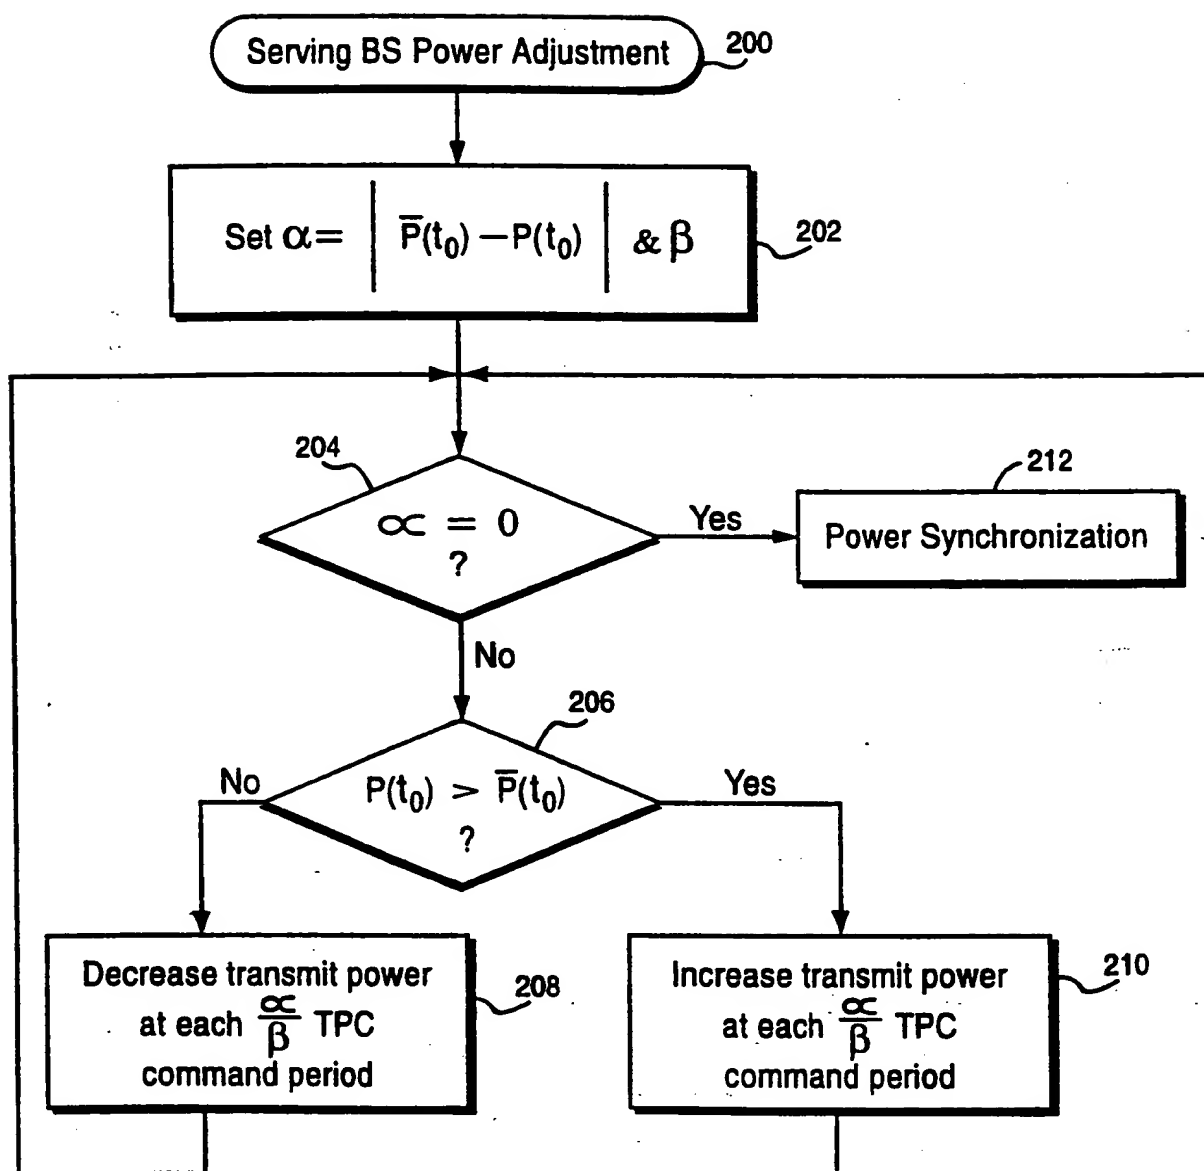 Serving BS Power Adjustment
200
Set α= | P̅(t₀) – P(t₀) | & β
202
204
∝ = 0
?
Yes
212
Power Synchronization
No
206
No
P(t₀) > P̅(t₀)
?
Yes
Decrease transmit power
at each ∝/β TPC
command period
208
Increase transmit power
at each ∝/β TPC
command period
210